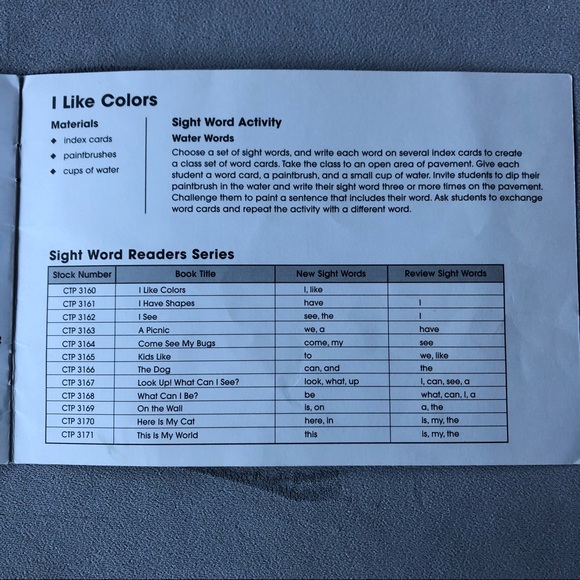 I Like Colors
Materials
◆ index cards
◆ paintbrushes
◆ cups of water
Sight Word Activity
Water Words
Choose a set of sight words, and write each word on several index cards to create
a class set of word cards. Take the class to an open area of pavement. Give each
student a word card, a paintbrush, and a small cup of water. Invite students to dip their
paintbrush in the water and write their sight word three or more times on the pavement.
Challenge them to paint a sentence that includes their word. Ask students to exchange
word cards and repeat the activity with a different word.
Sight Word Readers Series
Stock Number Book Title New Sight Words Review Sight Words
CTP 3160 I Like Colors I, like
CTP 3161 I Have Shapes have I
CTP 3162 I See see, the I
CTP 3163 A Picnic we, a have
CTP 3164 Come See My Bugs come, my see
CTP 3165 Kids Like to we, like
CTP 3166 The Dog can, and the
CTP 3167 Look Up! What Can I See? look, what, up I, can, see, a
CTP 3168 What Can I Be? be what, can, I, a
CTP 3169 On the Wall is, on a, the
CTP 3170 Here Is My Cat here, in is, my, the
CTP 3171 This Is My World this is, my, the